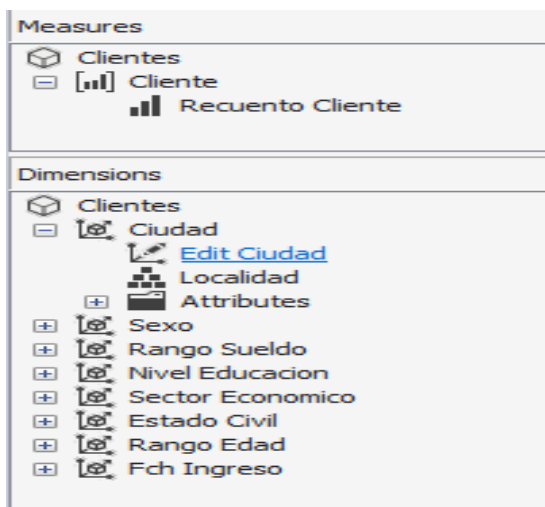 Measures
Clientes
Cliente
Recuento Cliente
Dimensions
Clientes
Ciudad
Edit Ciudad
Localidad
Attributes
Sexo
Rango Sueldo
Nivel Educacion
Sector Economico
Estado Civil
Rango Edad
Fch Ingreso